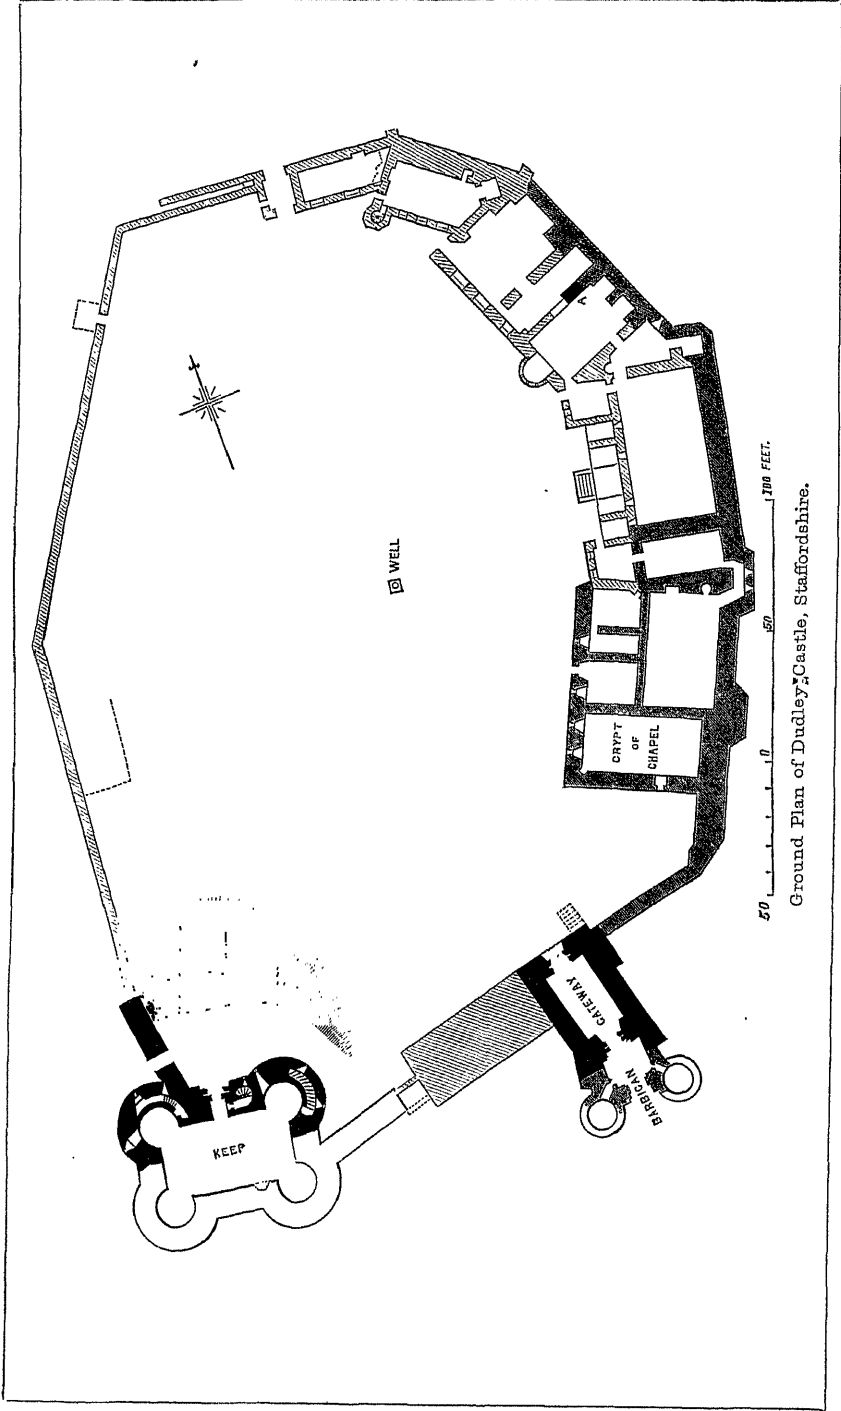 WELL
CRYPT
OF
CHAPEL
GATEWAY
BARBICAN
KEEP
A
50 0 50 100 FEET.
Ground Plan of Dudley Castle, Staffordshire.